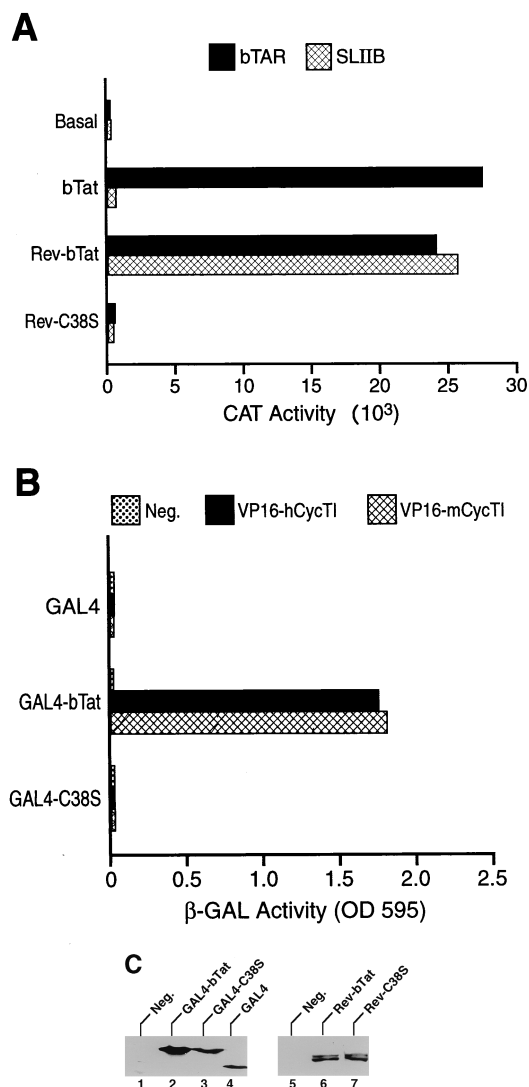 A
bTAR SLIIB
Basal
bTat
Rev-bTat
Rev-C38S
0 5 10 15 20 25 30
CAT Activity (10³)
B
Neg. VP16-hCycTI VP16-mCycTI
GAL4
GAL4-bTat
GAL4-C38S
0 0.5 1.0 1.5 2.0 2.5
β-GAL Activity (OD 595)
C
Neg. GAL4-bTat GAL4-C38S GAL4 Neg. Rev-bTat Rev-C38S
1 2 3 4 5 6 7